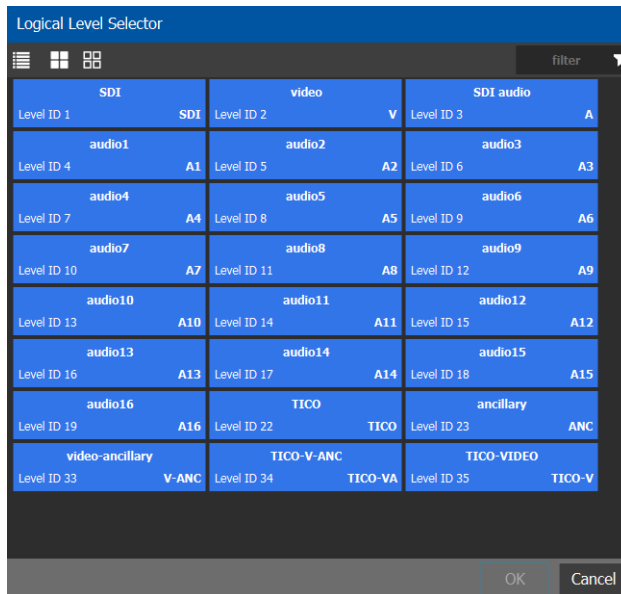 Logical Level Selector
filter
SDI video SDI audio
Level ID 1 SDI Level ID 2 V Level ID 3 A
audio1 audio2 audio3
Level ID 4 A1 Level ID 5 A2 Level ID 6 A3
audio4 audio5 audio6
Level ID 7 A4 Level ID 8 A5 Level ID 9 A6
audio7 audio8 audio9
Level ID 10 A7 Level ID 11 A8 Level ID 12 A9
audio10 audio11 audio12
Level ID 13 A10 Level ID 14 A11 Level ID 15 A12
audio13 audio14 audio15
Level ID 16 A13 Level ID 17 A14 Level ID 18 A15
audio16 TICO ancillary
Level ID 19 A16 Level ID 22 TICO Level ID 23 ANC
video-ancillary TICO-V-ANC TICO-VIDEO
Level ID 33 V-ANC Level ID 34 TICO-VA Level ID 35 TICO-V
OK Cancel